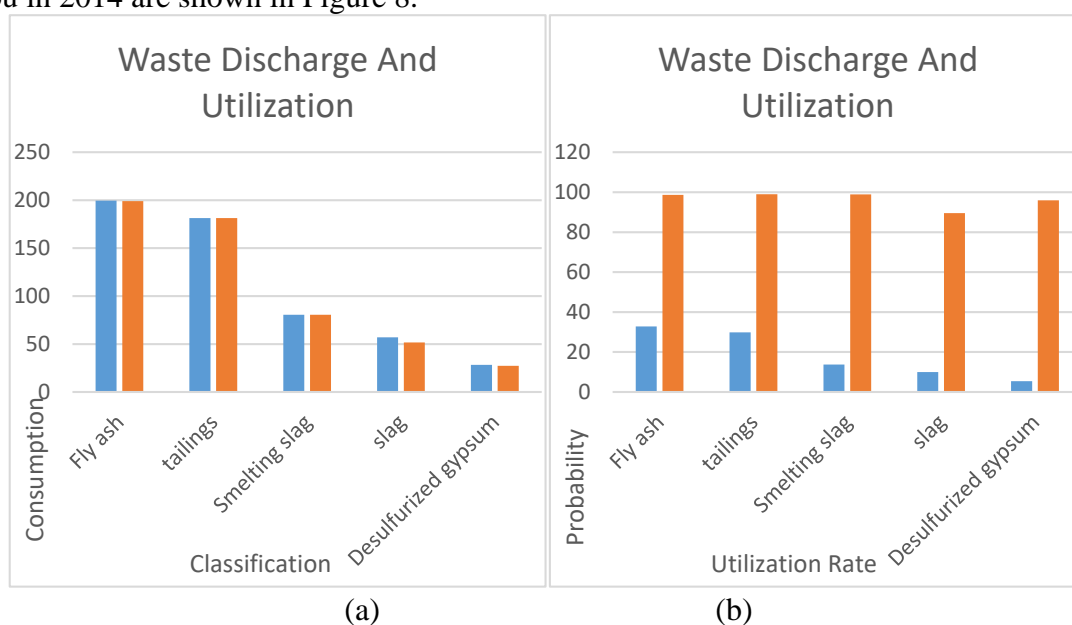 ou in 2014 are shown in Figure 8.
Waste Discharge And
Utilization
250
200
150
100
50
0
Consumption
Fly ash
tailings
Smelting slag
slag
Desulfurized gypsum
Classification
(a)
Waste Discharge And
Utilization
120
100
80
60
40
20
0
Probability
Fly ash
tailings
Smelting slag
slag
Desulfurized gypsum
Utilization Rate
(b)